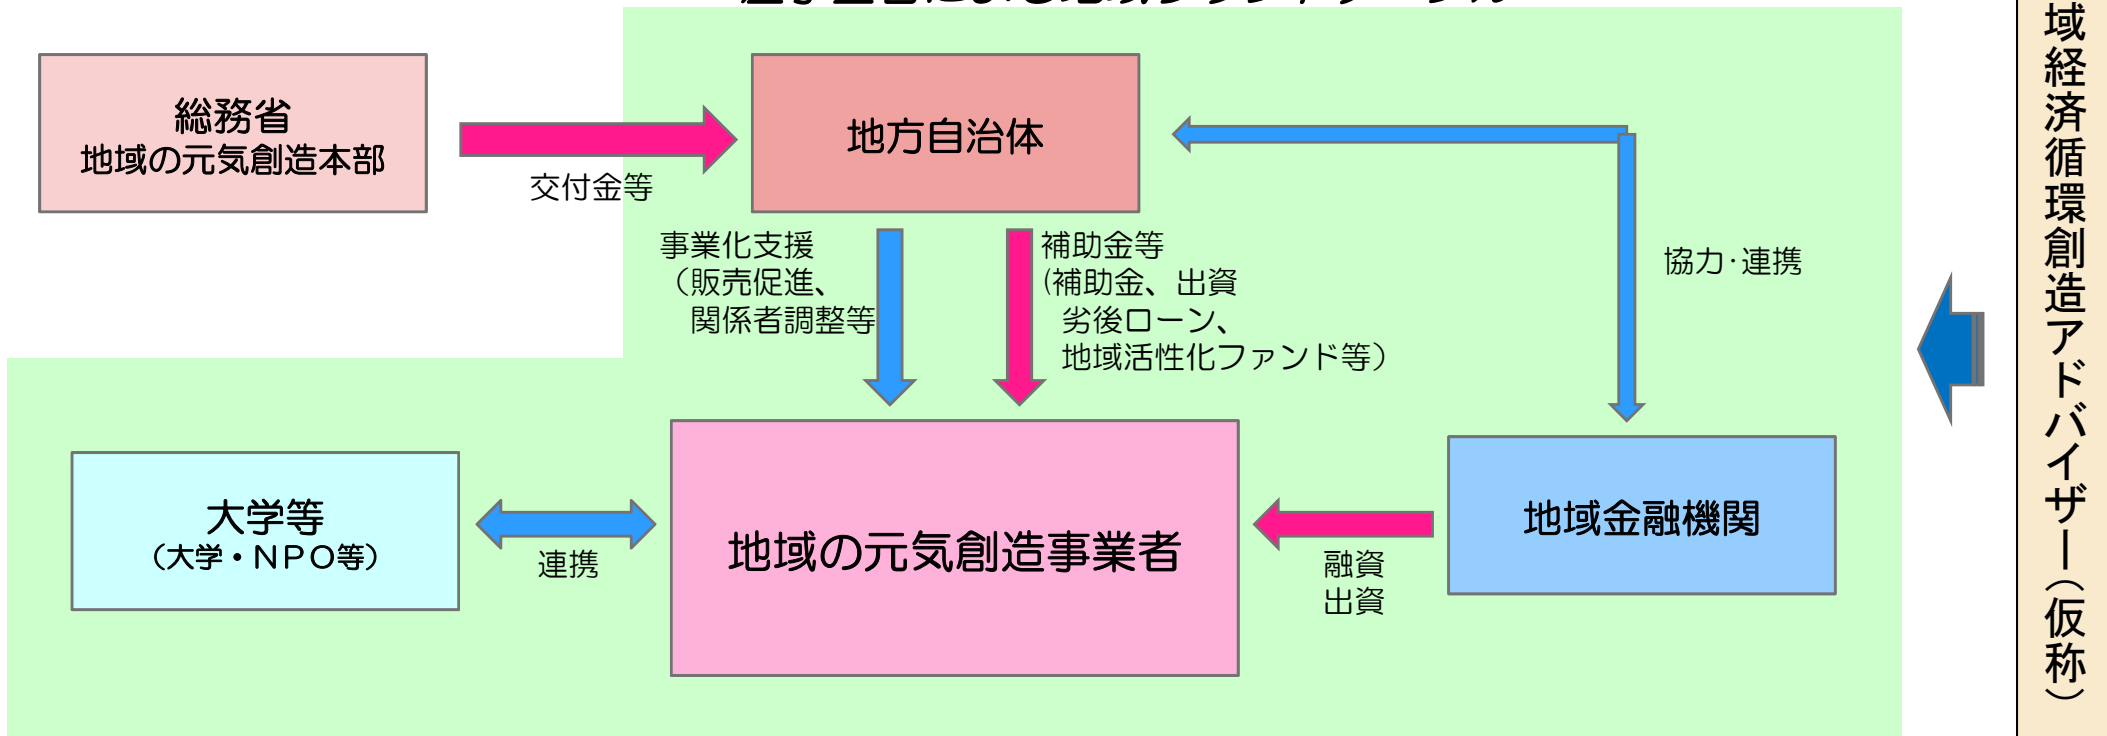 総務省
地域の元気創造本部
交付金等
地方自治体
事業化支援
（販売促進、
関係者調整等
補助金等
(補助金、出資
劣後ローン、
地域活性化ファンド等）
協力･連携
大学等
（大学・ＮＰＯ等）
連携
地域の元気創造事業者
融資
出資
地域金融機関
域経済循環創造アドバイザー（仮称）